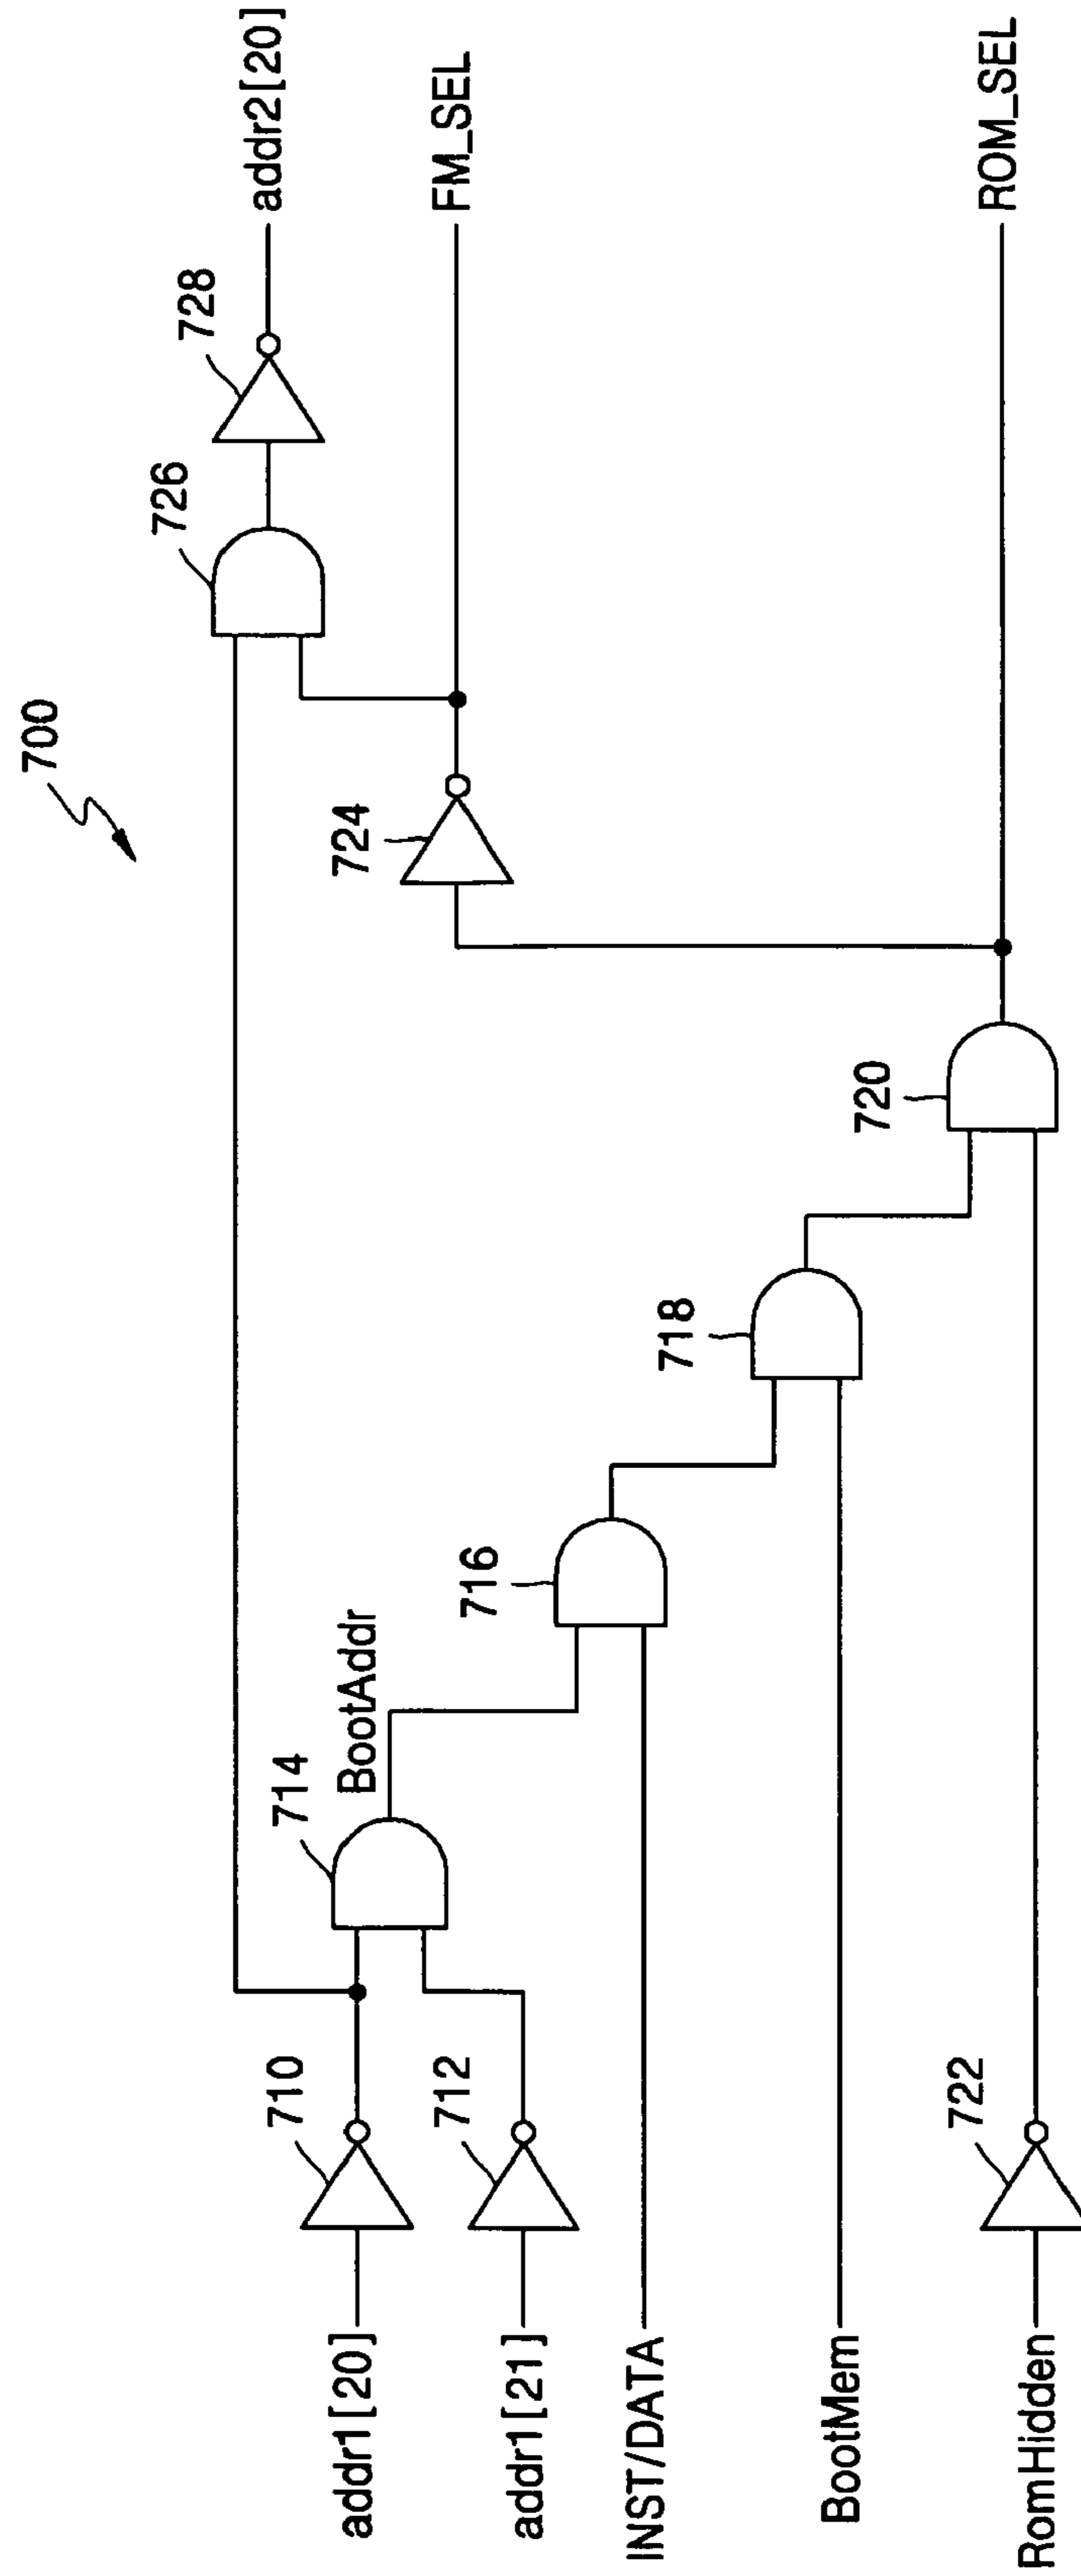 700
addr1[20]
710
714
BootAddr
726
728
addr2[20]
addr1[21]
712
724
FM_SEL
INST/DATA
716
BootMem
718
RomHidden
722
720
ROM_SEL